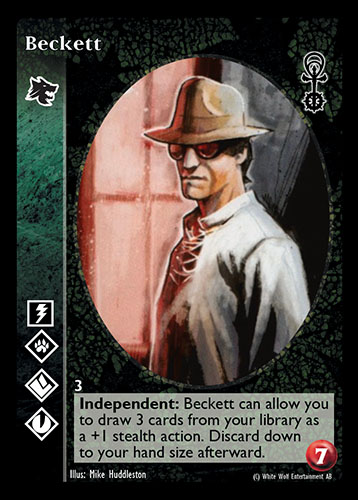 Beckett
3
Independent: Beckett can allow you
to draw 3 cards from your library as
a +1 stealth action. Discard down
to your hand size afterward.
7
Illus: Mike Huddleston
(C) White Wolf Entertainment AB